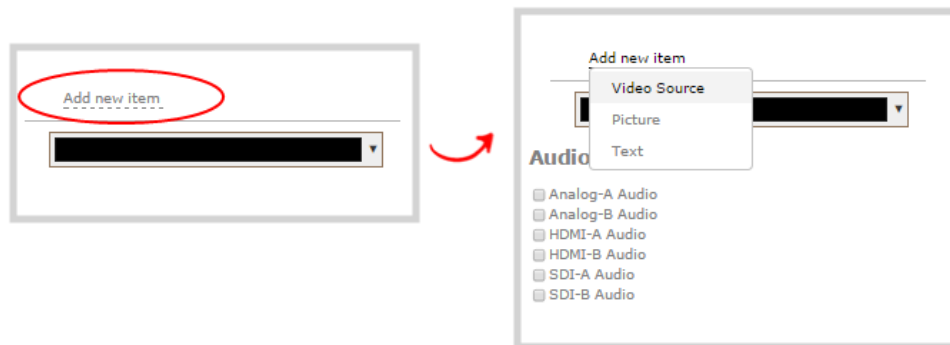 Add new item
Add new item
Video Source
Picture
Text
Audio
Analog-A Audio
Analog-B Audio
HDMI-A Audio
HDMI-B Audio
SDI-A Audio
SDI-B Audio